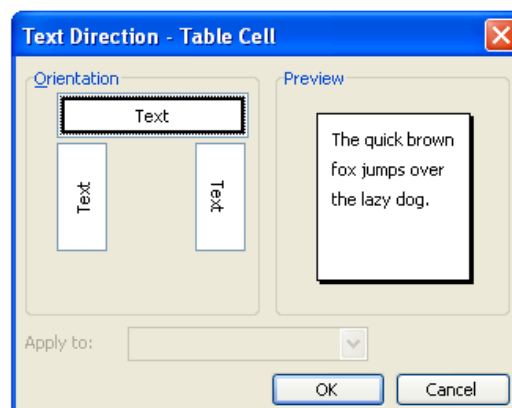 Text Direction - Table Cell
Orientation
Text
Text
Text
Preview
The quick brown
fox jumps over
the lazy dog.
Apply to:
OK
Cancel